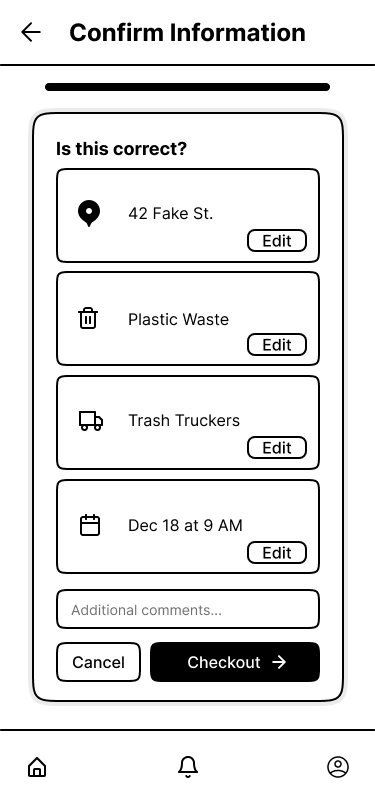 Confirm Information
Is this correct?
42 Fake St.
Edit
Plastic Waste
Edit
Trash Truckers
Edit
Dec 18 at 9 AM
Edit
Additional comments...
Cancel
Checkout